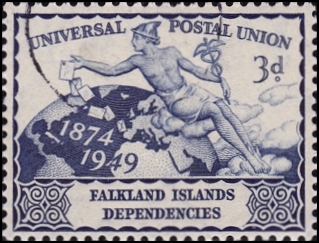 UNIVERSAL POSTAL UNION
3d.
1874
1949
FALKLAND ISLANDS
DEPENDENCIES